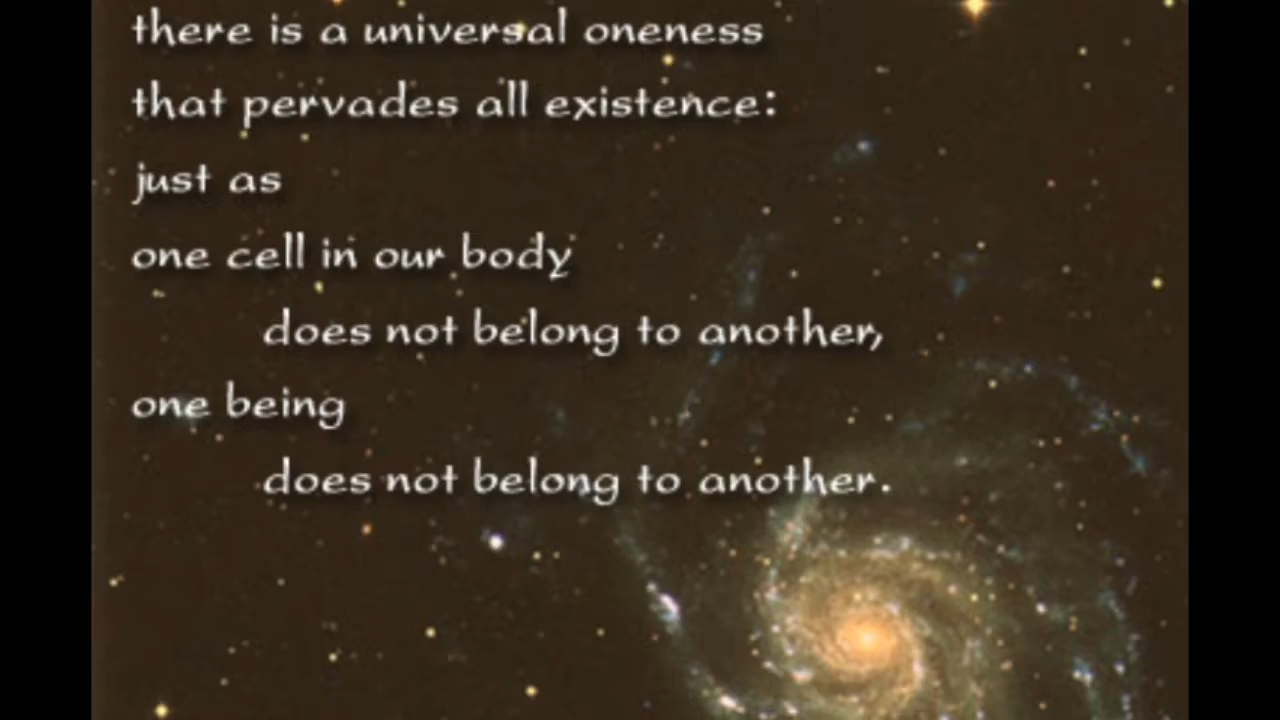 there is a universal oneness
that pervades all existence:
just as
one cell in our body
does not belong to another,
one being
does not belong to another.